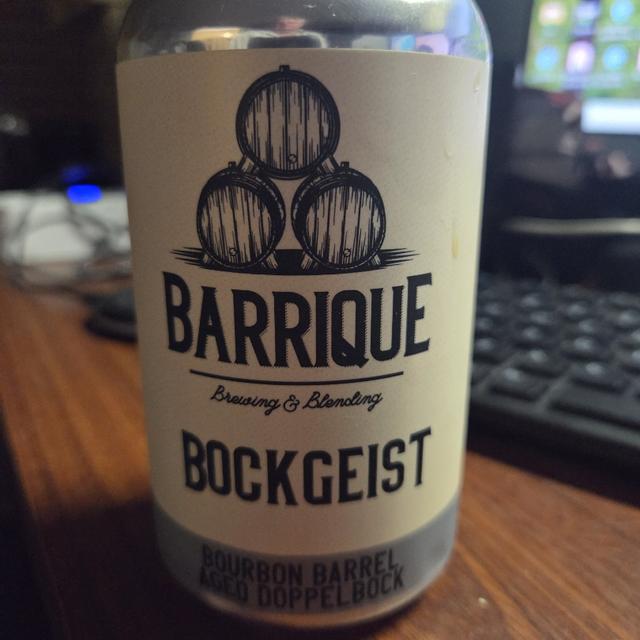 BARRIQUE
Brewing & Blending
BOCKGEIST
BOURBON BARREL
AGED DOPPELBOCK